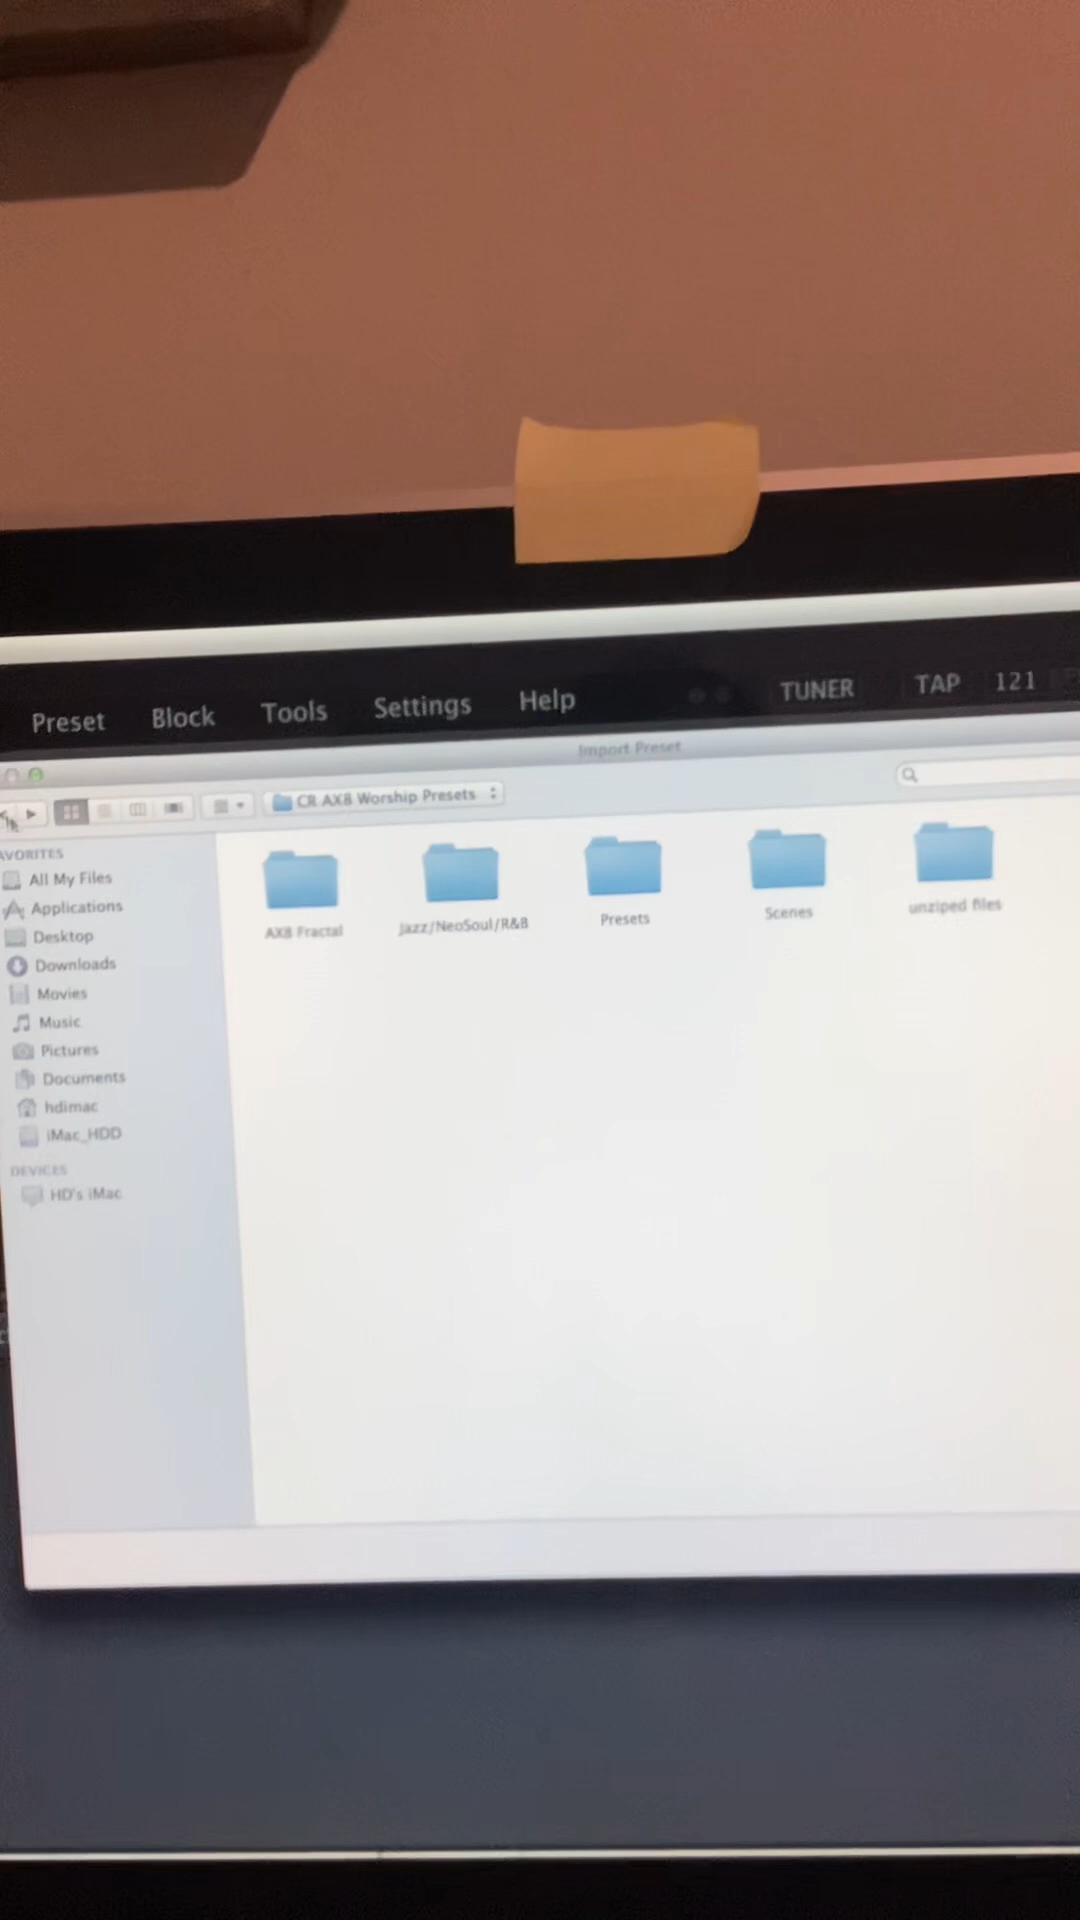 Preset Block Tools Settings Help TUNER TAP 121
Import Preset
CR AX8 Worship Presets
AVORITES
All My Files
Applications
Desktop
Downloads
Movies
Music
Pictures
Documents
hdimac
iMac_HDD
DEVICES
HD's iMac
AX8 Fractal
Jazz/NeoSoul/R&B
Presets
Scenes
unziped files